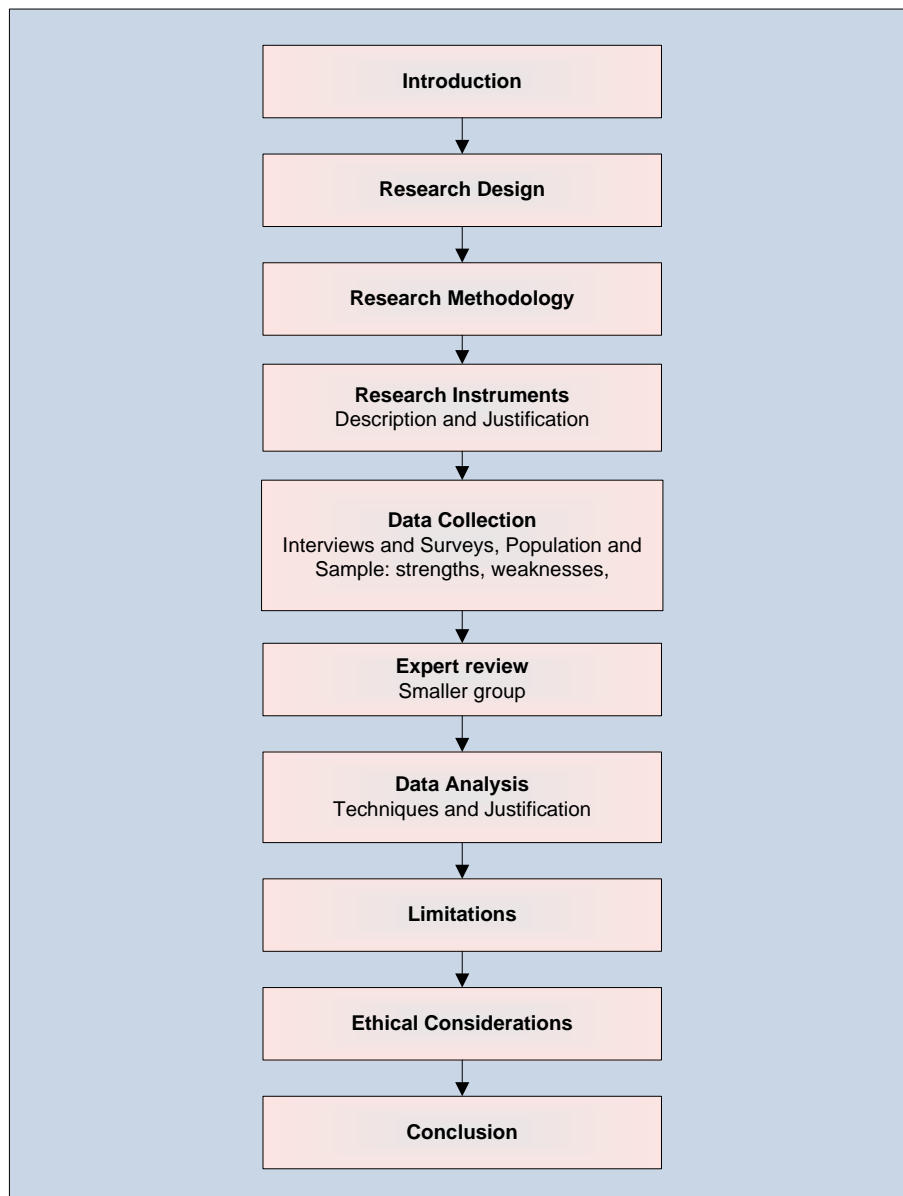 Introduction
Research Design
Research Methodology
Research Instruments
Description and Justification
Data Collection
Interviews and Surveys, Population and
Sample: strengths, weaknesses,
Expert review
Smaller group
Data Analysis
Techniques and Justification
Limitations
Ethical Considerations
Conclusion